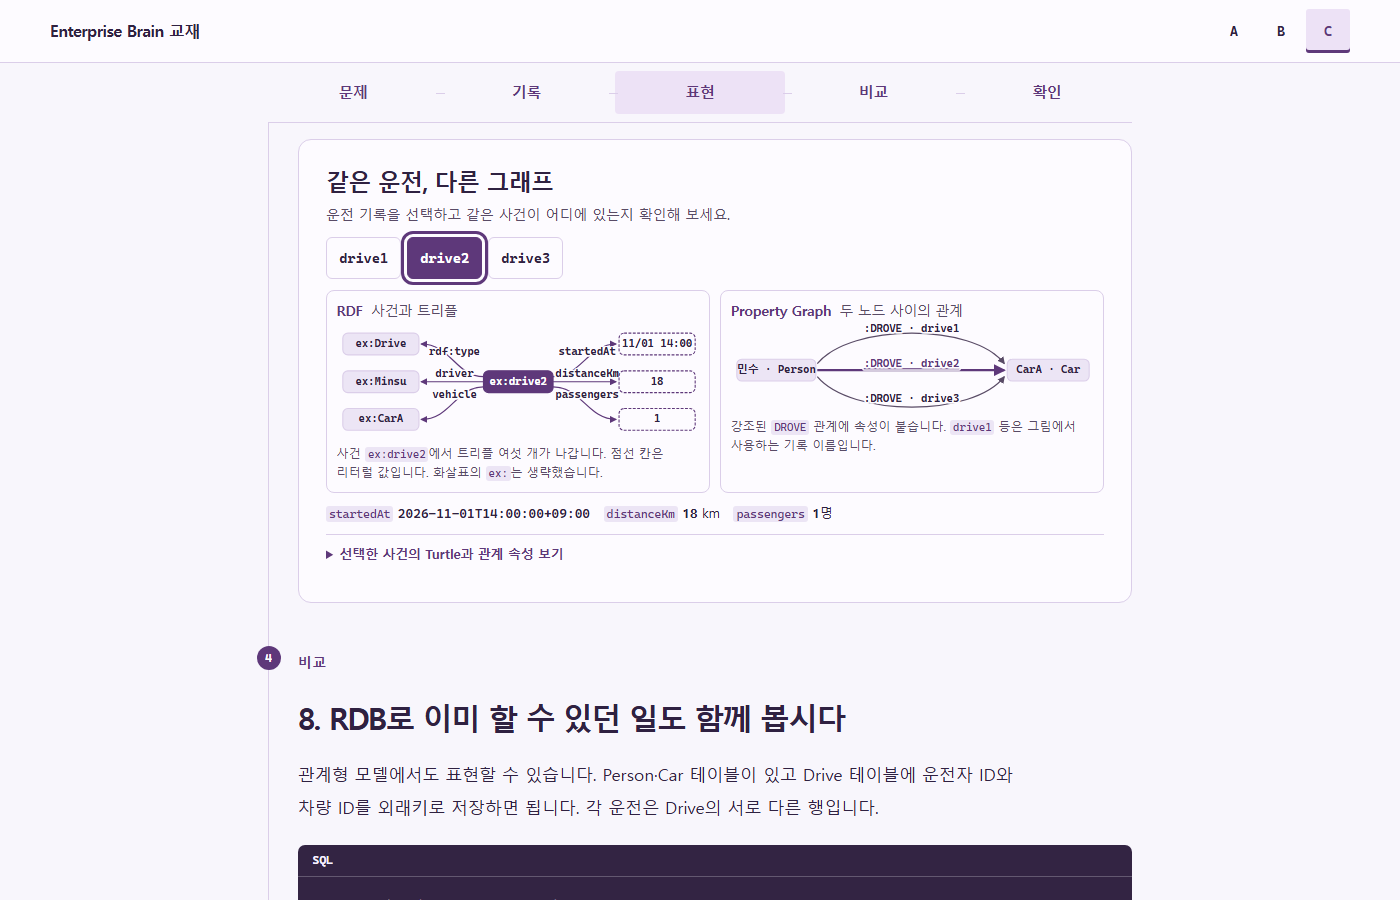 Enterprise Brain 교재
A B C
문제 기록 표현 비교 확인
같은 운전, 다른 그래프
운전 기록을 선택하고 같은 사건이 어디에 있는지 확인해 보세요.
drive1 drive2 drive3
RDF 사건과 트리플
ex:Drive
ex:Minsu
ex:CarA
rdf:type
driver
vehicle
ex:drive2
startedAt
distanceKm
passengers
11/01 14:00
18
1
사건 ex:drive2에서 트리플 여섯 개가 나갑니다. 점선 칸은
리터럴 값입니다. 화살표의 ex:는 생략했습니다.
Property Graph 두 노드 사이의 관계
:DROVE · drive1
민수 · Person
:DROVE · drive2
CarA · Car
:DROVE · drive3
강조된 DROVE 관계에 속성이 붙습니다. drive1 등은 그림에서
사용하는 기록 이름입니다.
startedAt 2026-11-01T14:00:00+09:00 distanceKm 18 km passengers 1명
▶ 선택한 사건의 Turtle과 관계 속성 보기
4 비교
8. RDB로 이미 할 수 있던 일도 함께 봅시다
관계형 모델에서도 표현할 수 있습니다. Person·Car 테이블이 있고 Drive 테이블에 운전자 ID와
차량 ID를 외래키로 저장하면 됩니다. 각 운전은 Drive의 서로 다른 행입니다.
SQL